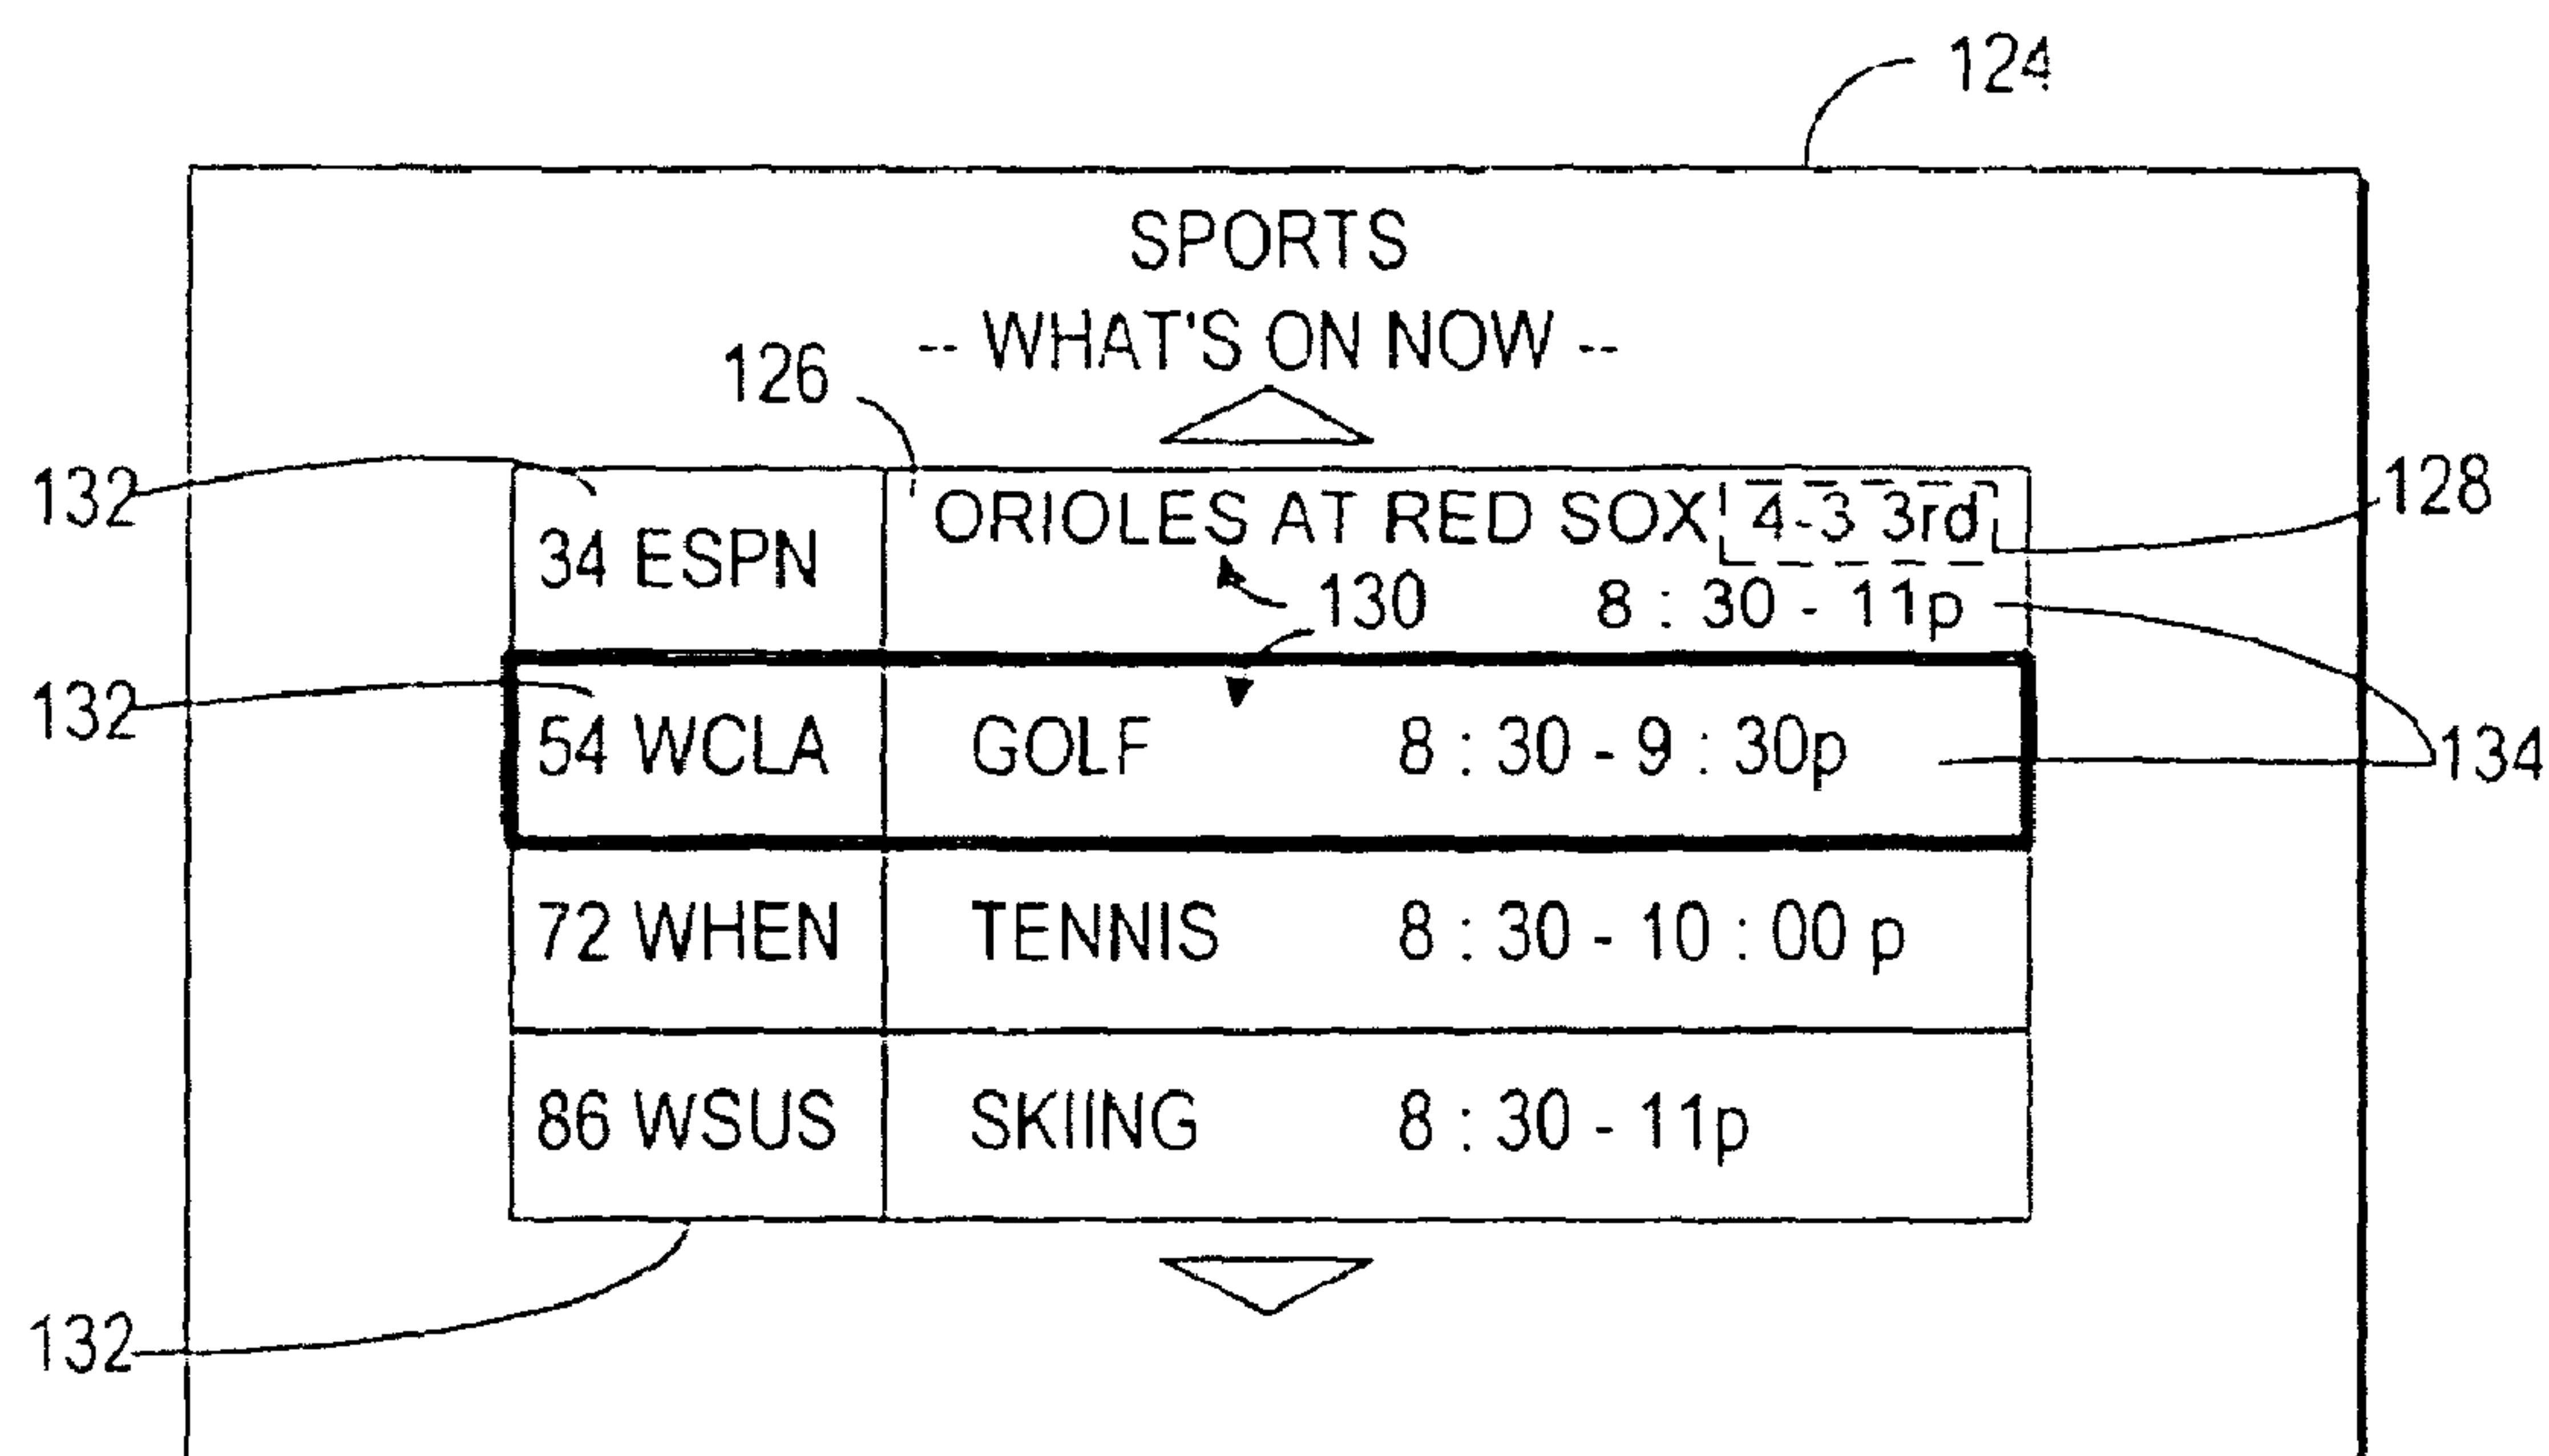 124
SPORTS
-- WHAT'S ON NOW --
126
132
34 ESPN
ORIOLES AT RED SOX 4-3 3rd
128
130
8 : 30 - 11p
132
54 WCLA GOLF 8 : 30 - 9 : 30p
134
72 WHEN TENNIS 8 : 30 - 10 : 00 p
86 WSUS SKIING 8 : 30 - 11p
132